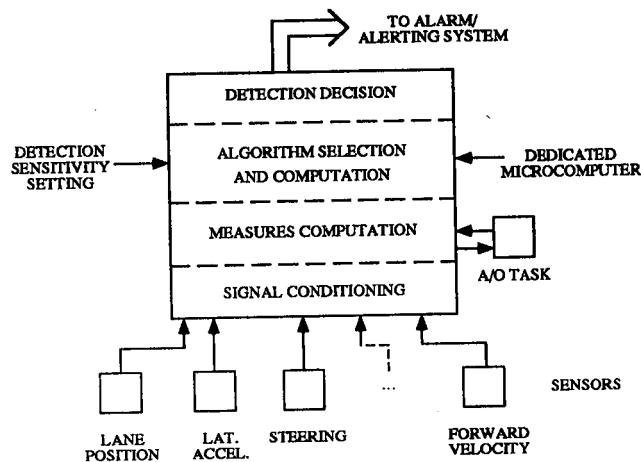 TO ALARM/
ALERTING SYSTEM
DETECTION DECISION
DETECTION
SENSITIVITY
SETTING
ALGORITHM SELECTION
AND COMPUTATION
DEDICATED
MICROCOMPUTER
MEASURES COMPUTATION
A/O TASK
SIGNAL CONDITIONING
...
SENSORS
LANE
POSITION
LAT.
ACCEL.
STEERING
FORWARD
VELOCITY